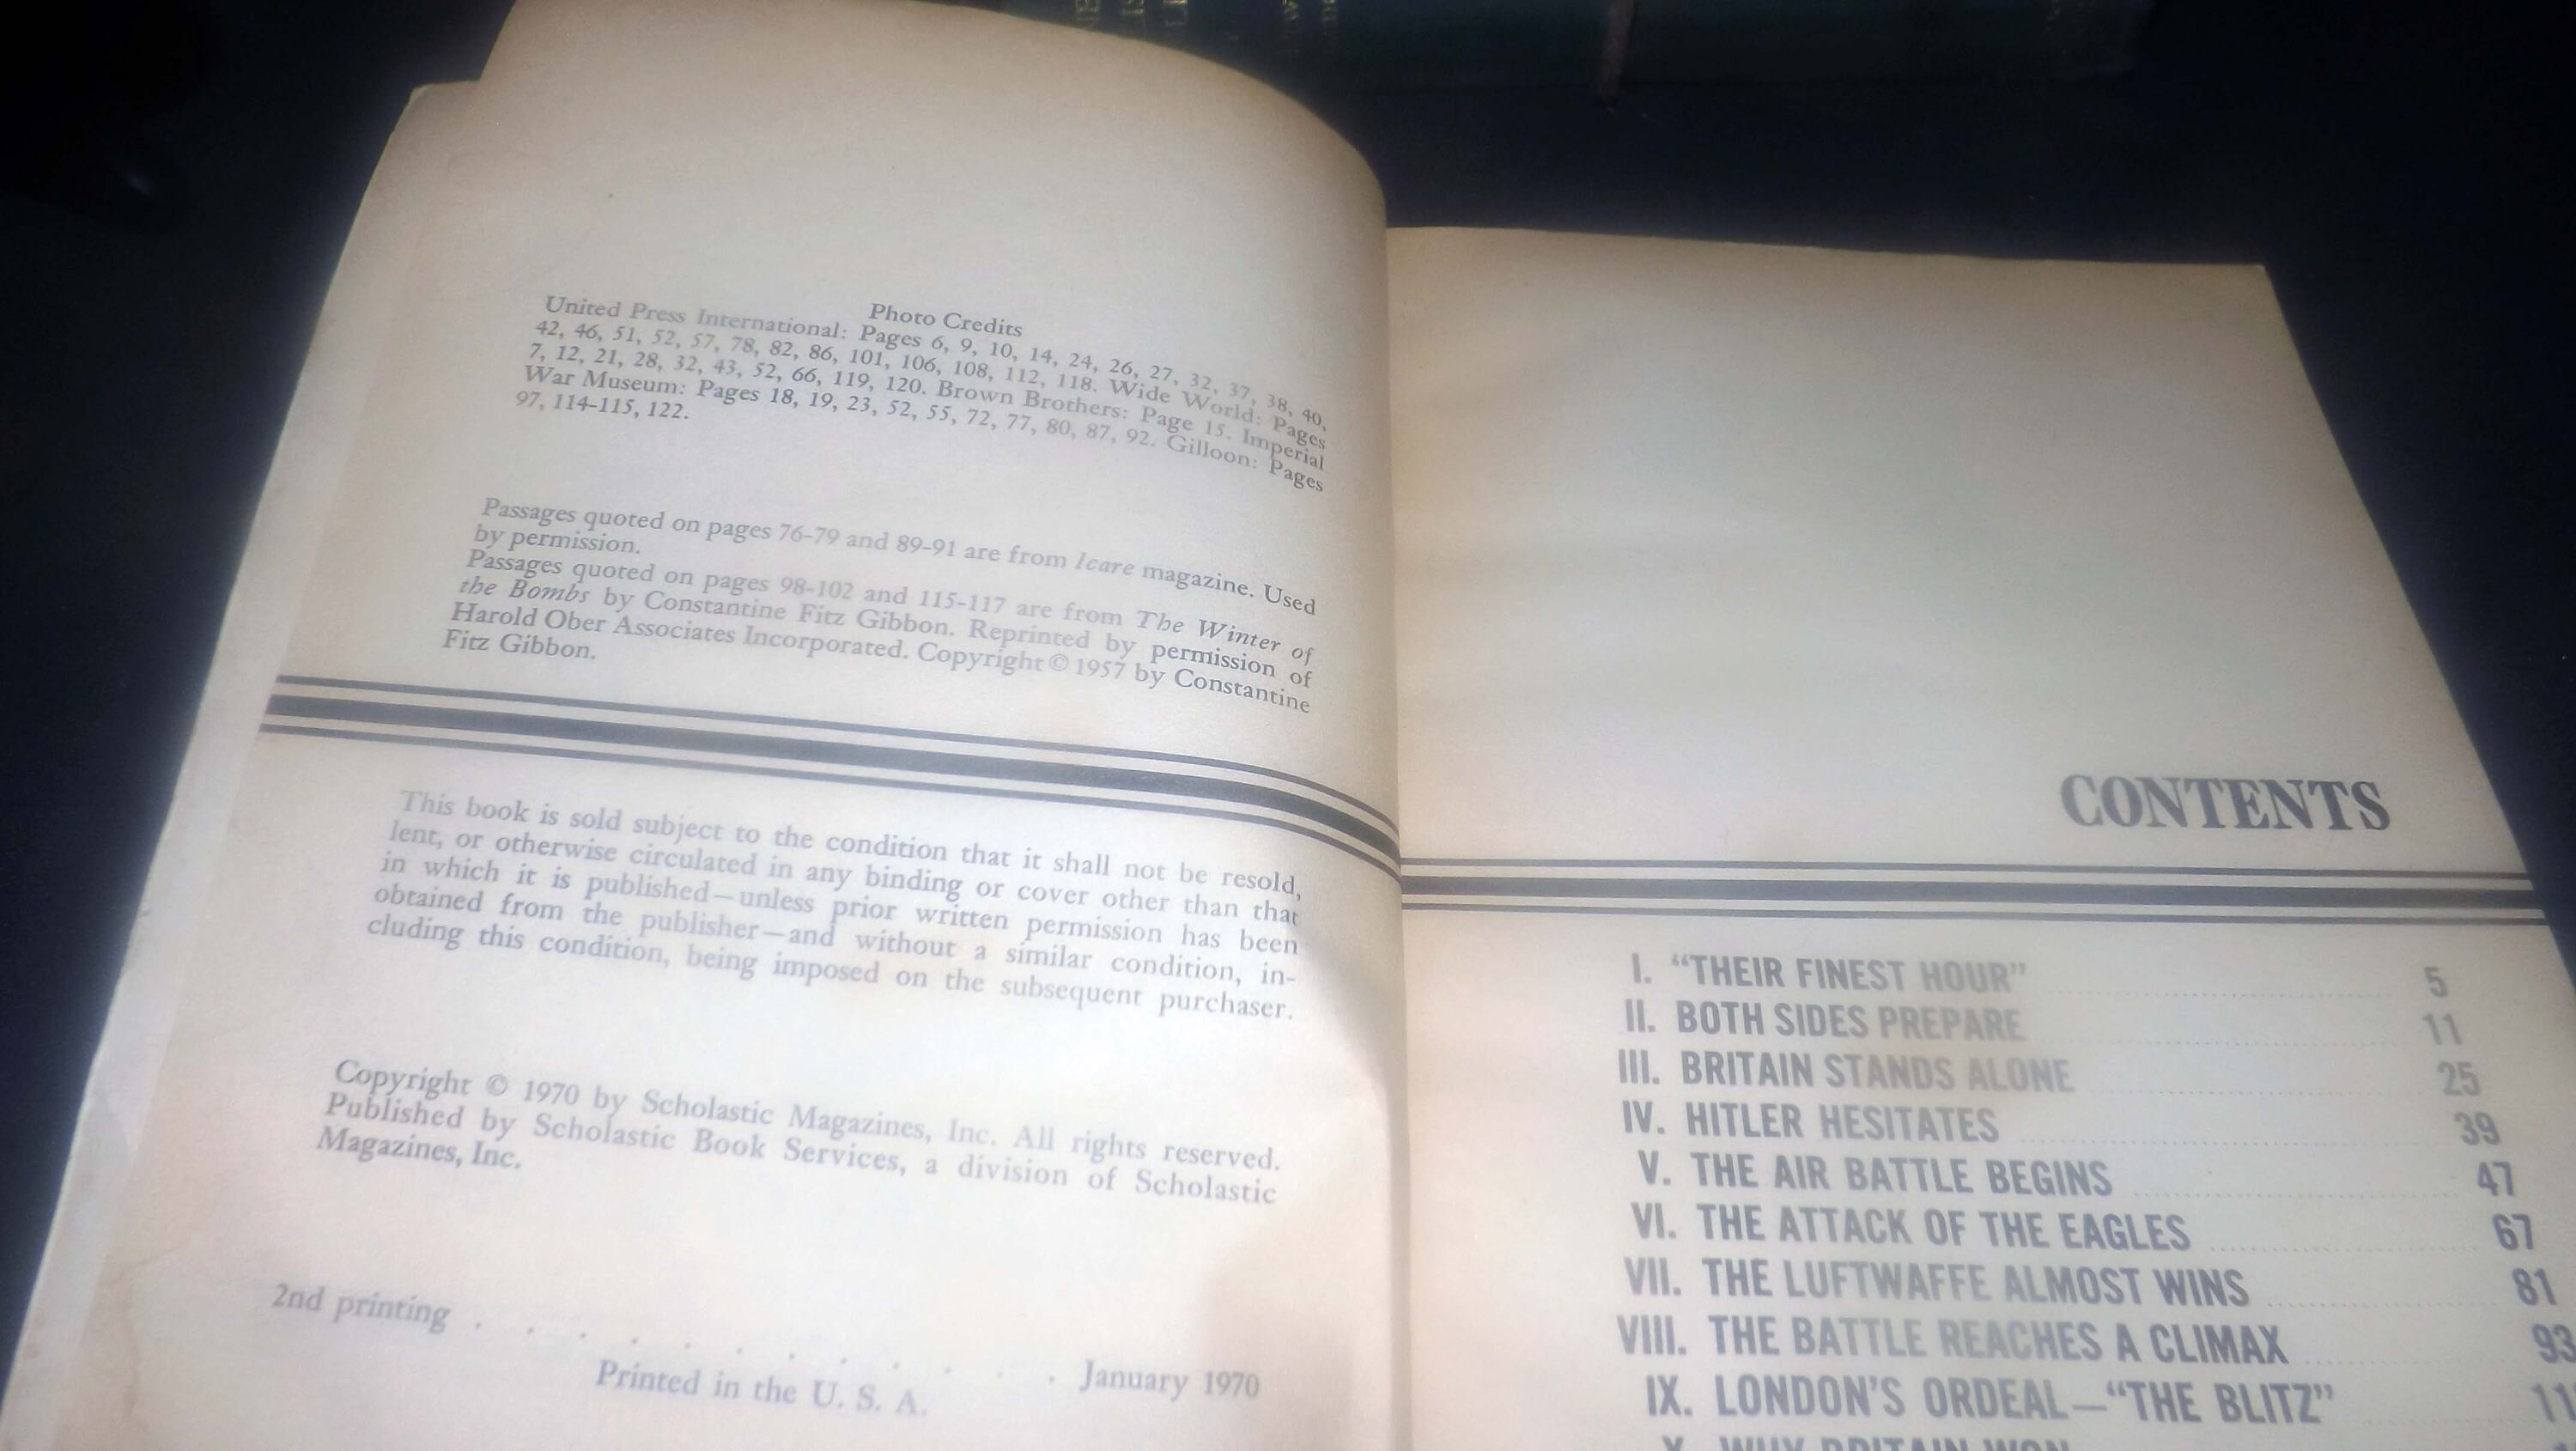 Photo Credits
United Press International: Pages 6, 9, 10, 14, 24, 26, 27, 32, 37, 38, 40,
42, 46, 51, 52, 57, 78, 82, 86, 101, 106, 108, 112, 118. Wide World: Pages
7, 12, 21, 28, 32, 43, 52, 66, 119, 120. Brown Brothers: Page 15. Imperial
War Museum: Pages 18, 19, 23, 52, 55, 72, 77, 80, 87, 92. Gilloon: Pages
97, 114-115, 122.
Passages quoted on pages 76-79 and 89-91 are from Icare magazine. Used
by permission.
Passages quoted on pages 98-102 and 115-117 are from The Winter of
the Bombs by Constantine Fitz Gibbon. Reprinted by permission of
Harold Ober Associates Incorporated. Copyright © 1957 by Constantine
Fitz Gibbon.
This book is sold subject to the condition that it shall not be resold,
lent, or otherwise circulated in any binding or cover other than that
in which it is published—unless prior written permission has been
obtained from the publisher—and without a similar condition, in-
cluding this condition, being imposed on the subsequent purchaser.
Copyright © 1970 by Scholastic Magazines, Inc. All rights reserved.
Published by Scholastic Book Services, a division of Scholastic
Magazines, Inc.
2nd printing . . . . . . . . . . . . January 1970
Printed in the U. S. A.
CONTENTS
I. "THEIR FINEST HOUR" 5
II. BOTH SIDES PREPARE 11
III. BRITAIN STANDS ALONE 25
IV. HITLER HESITATES 39
V. THE AIR BATTLE BEGINS 47
VI. THE ATTACK OF THE EAGLES 67
VII. THE LUFTWAFFE ALMOST WINS 81
VIII. THE BATTLE REACHES A CLIMAX 93
IX. LONDON'S ORDEAL—"THE BLITZ"
X. WHY BRITAIN WON